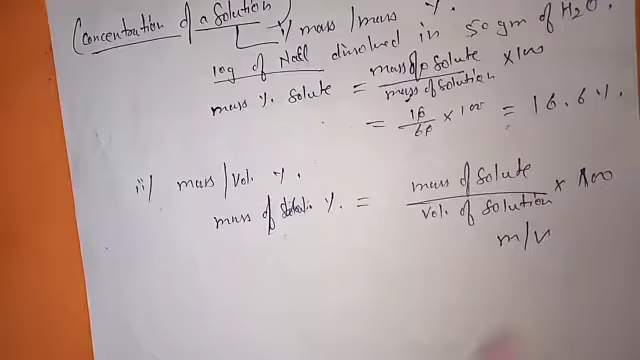 Concentration of a Solution
i) mass/mass %.
10g of NaCl dissolved in 50 gm of H2O.
mass %. Solute = mass of solute / mass of solution × 100
= 10/60 × 100 = 16.6 %.
ii) mass/Vol. %.
mass of %. = mass of Solute / Vol. of Solution × 100
m/v